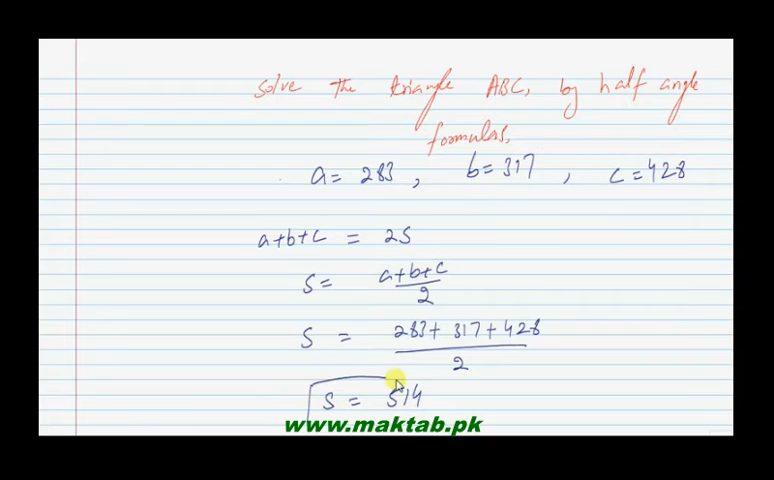 solve the triangle ABC, by half angle
formulas,
a= 283 , b=317 , c=428
a+b+c = 2S
S= a+b+c
2
S = 283+ 317+428
2
S = 514
www.maktab.pk